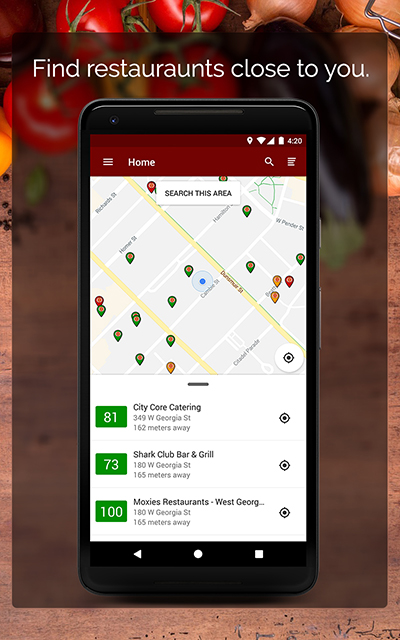 Find restauraunts close to you.
4:20
Home
SEARCH THIS AREA
Richards St
Hamilton
W Pender St
Homer St
Dunsmuir St
Cambie St
Beatty
Citadel Parade
81
City Core Catering
349 W Georgia St
162 meters away
73
Shark Club Bar & Grill
180 W Georgia St
165 meters away
100
Moxies Restaurants - West Georg...
180 W Georgia St
165 meters away